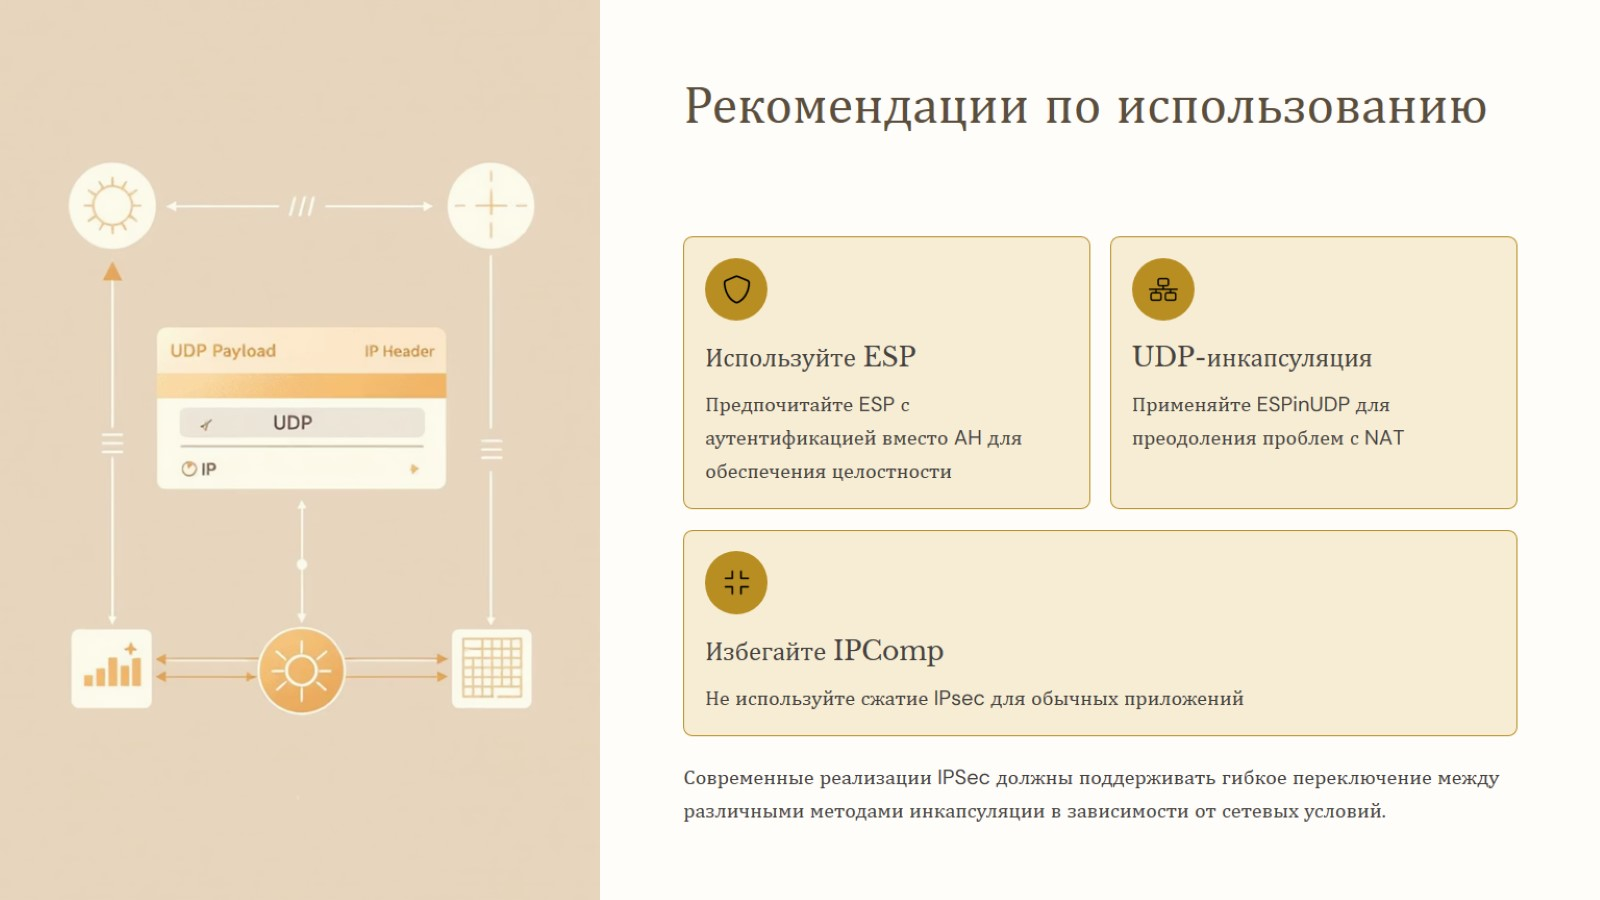 UDP Payload
IP Header
UDP
IP
Рекомендации по использованию
Используйте ESP
Предпочитайте ESP с
аутентификацией вместо AH для
обеспечения целостности
UDP-инкапсуляция
Применяйте ESPinUDP для
преодоления проблем с NAT
Избегайте IPComp
Не используйте сжатие IPsec для обычных приложений
Современные реализации IPSec должны поддерживать гибкое переключение между
различными методами инкапсуляции в зависимости от сетевых условий.